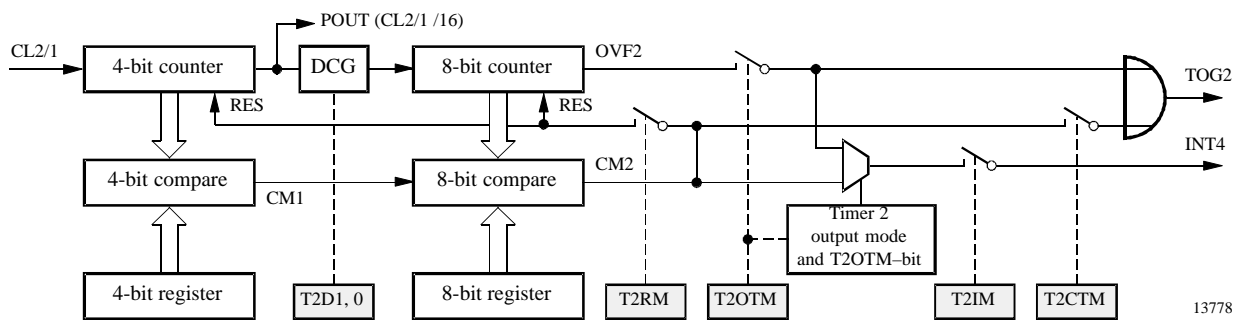 POUT (CL2/1 /16)
CL2/1
4-bit counter
DCG
8-bit counter
OVF2
TOG2
RES
RES
INT4
4-bit compare
CM1
8-bit compare
CM2
Timer 2
output mode
and T2OTM–bit
4-bit register
T2D1, 0
8-bit register
T2RM
T2OTM
T2IM
T2CTM
13778